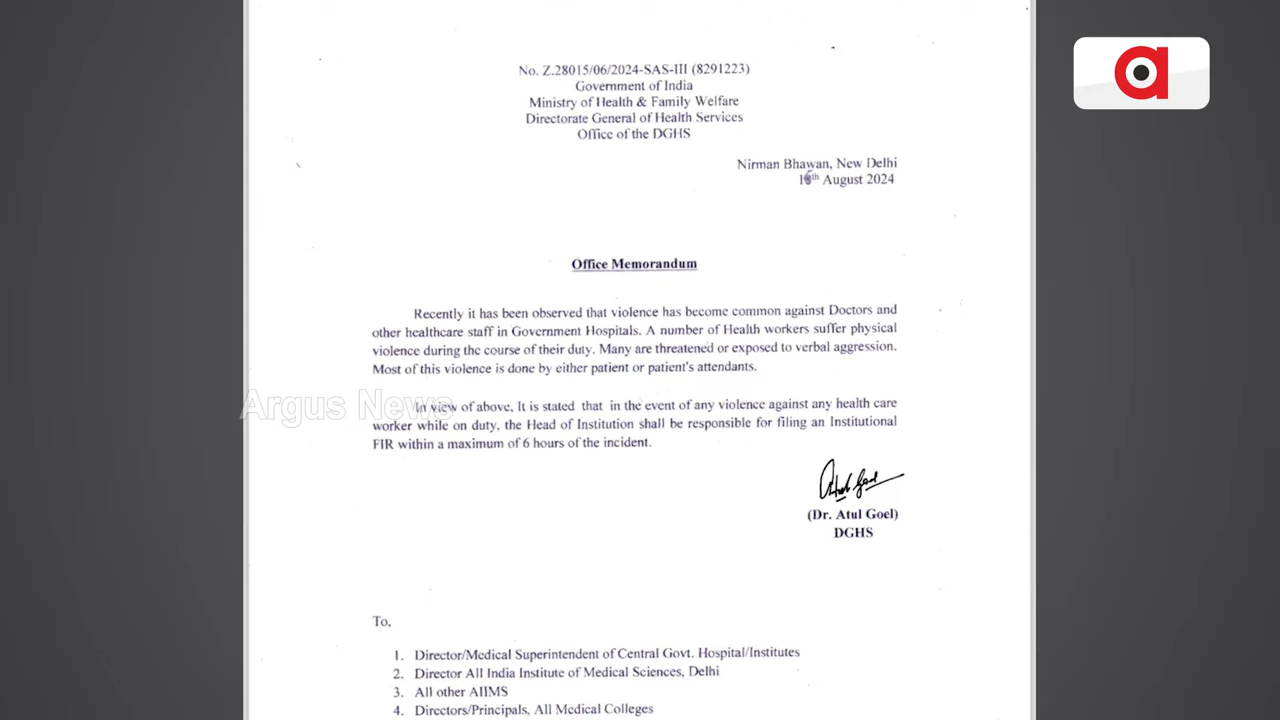 No. Z.28015/06/2024-SAS-III (8291223)
Government of India
Ministry of Health & Family Welfare
Directorate General of Health Services
Office of the DGHS
Nirman Bhawan, New Delhi
16th August 2024
Office Memorandum
Recently it has been observed that violence has become common against Doctors and
other healthcare staff in Government Hospitals. A number of Health workers suffer physical
violence during the course of their duty. Many are threatened or exposed to verbal aggression.
Most of this violence is done by either patient or patient's attendants.
Argus News
In view of above, It is stated that in the event of any violence against any health care
worker while on duty, the Head of Institution shall be responsible for filing an Institutional
FIR within a maximum of 6 hours of the incident.
Atul Goel
(Dr. Atul Goel)
DGHS
To,
1. Director/Medical Superintendent of Central Govt. Hospital/Institutes
2. Director All India Institute of Medical Sciences, Delhi
3. All other AIIMS
4. Directors/Principals, All Medical Colleges